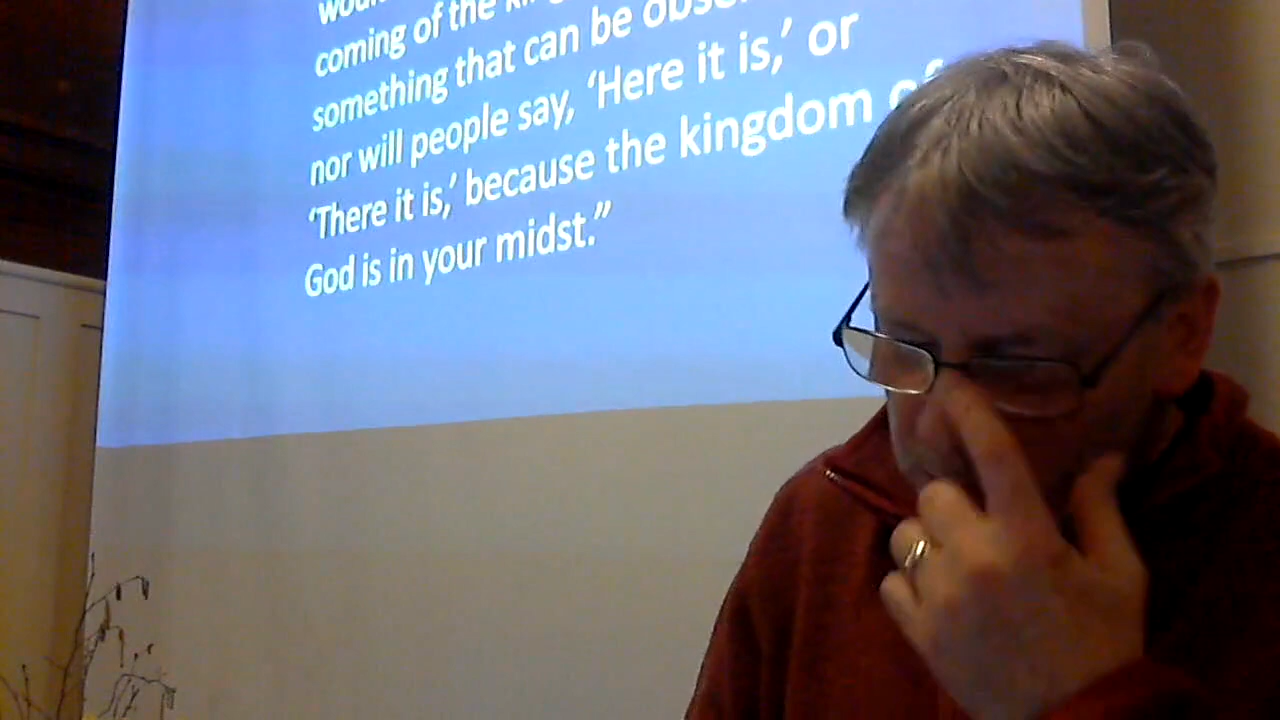 coming of the
something that can be
nor will people say, ‘Here it is,’ or
‘There it is,’ because the kingdom of
God is in your midst.”